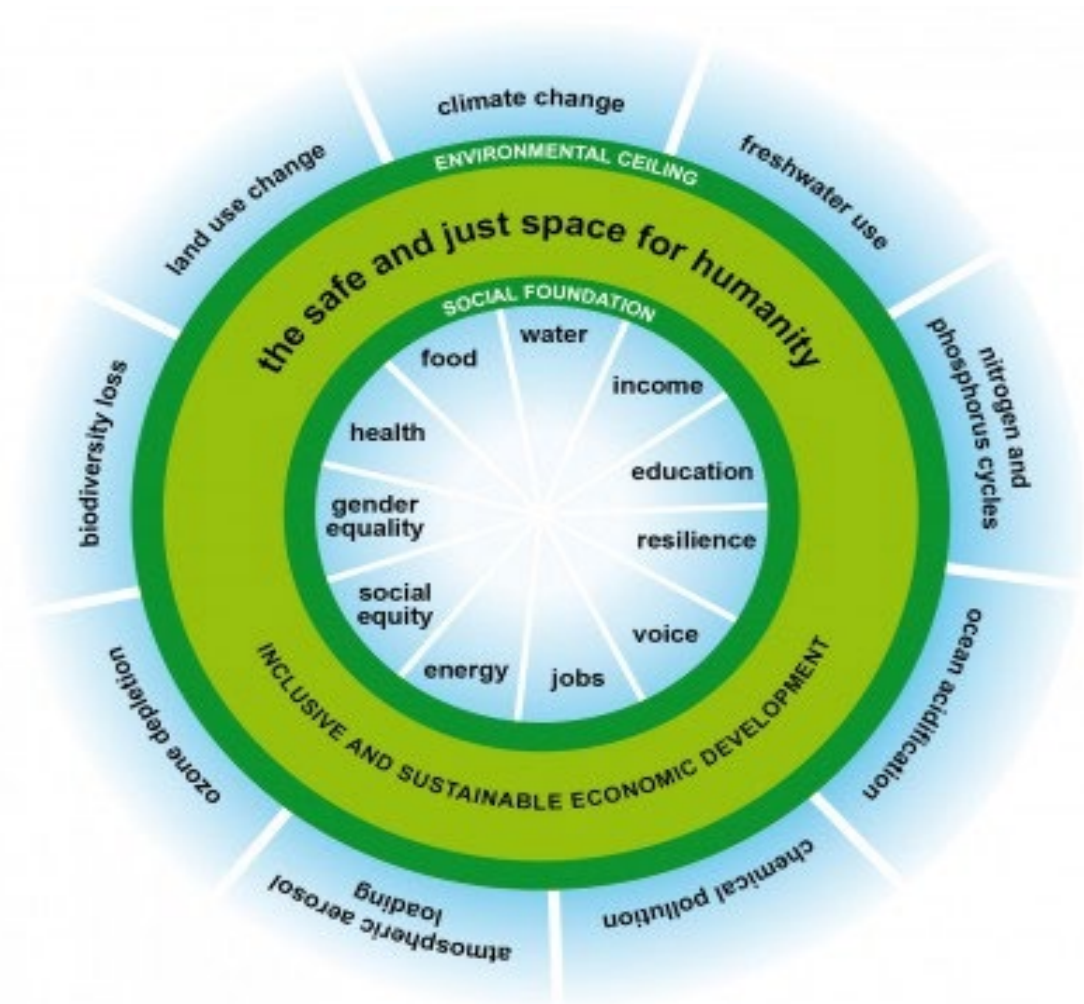 climate change
freshwater use
nitrogen and
phosphorus cycles
ocean acidification
chemical pollution
atmospheric aerosol
loading
ozone depletion
biodiversity loss
land use change
ENVIRONMENTAL CEILING
the safe and just space for humanity
SOCIAL FOUNDATION
water
income
education
resilience
voice
jobs
energy
social
equity
gender
equality
health
food
INCLUSIVE AND SUSTAINABLE ECONOMIC DEVELOPMENT